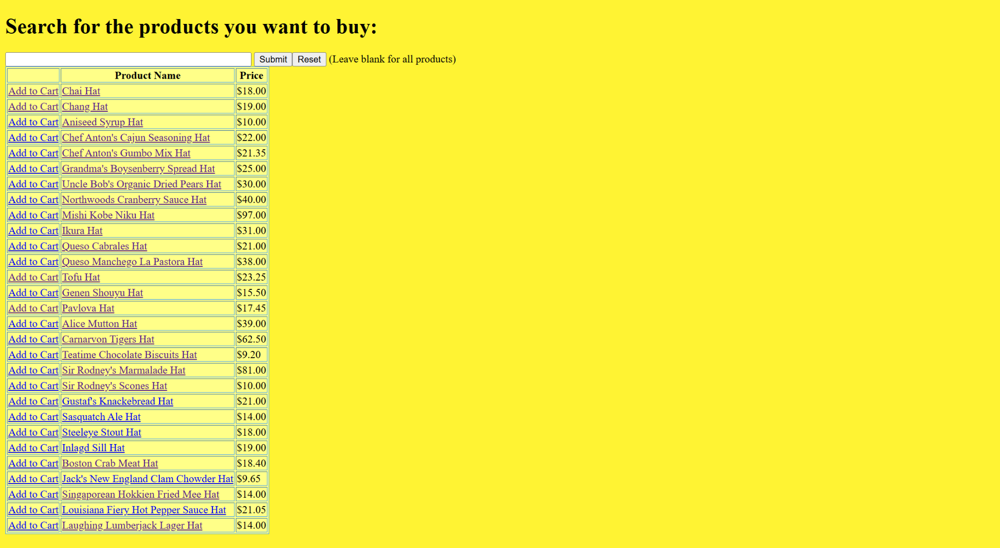 Search for the products you want to buy:
Submit Reset (Leave blank for all products)
Product Name Price
Add to Cart Chai Hat $18.00
Add to Cart Chang Hat $19.00
Add to Cart Aniseed Syrup Hat $10.00
Add to Cart Chef Anton's Cajun Seasoning Hat $22.00
Add to Cart Chef Anton's Gumbo Mix Hat $21.35
Add to Cart Grandma's Boysenberry Spread Hat $25.00
Add to Cart Uncle Bob's Organic Dried Pears Hat $30.00
Add to Cart Northwoods Cranberry Sauce Hat $40.00
Add to Cart Mishi Kobe Niku Hat $97.00
Add to Cart Ikura Hat $31.00
Add to Cart Queso Cabrales Hat $21.00
Add to Cart Queso Manchego La Pastora Hat $38.00
Add to Cart Tofu Hat $23.25
Add to Cart Genen Shouyu Hat $15.50
Add to Cart Pavlova Hat $17.45
Add to Cart Alice Mutton Hat $39.00
Add to Cart Carnarvon Tigers Hat $62.50
Add to Cart Teatime Chocolate Biscuits Hat $9.20
Add to Cart Sir Rodney's Marmalade Hat $81.00
Add to Cart Sir Rodney's Scones Hat $10.00
Add to Cart Gustaf's Knackebread Hat $21.00
Add to Cart Sasquatch Ale Hat $14.00
Add to Cart Steeleye Stout Hat $18.00
Add to Cart Inlagd Sill Hat $19.00
Add to Cart Boston Crab Meat Hat $18.40
Add to Cart Jack's New England Clam Chowder Hat $9.65
Add to Cart Singaporean Hokkien Fried Mee Hat $14.00
Add to Cart Louisiana Fiery Hot Pepper Sauce Hat $21.05
Add to Cart Laughing Lumberjack Lager Hat $14.00